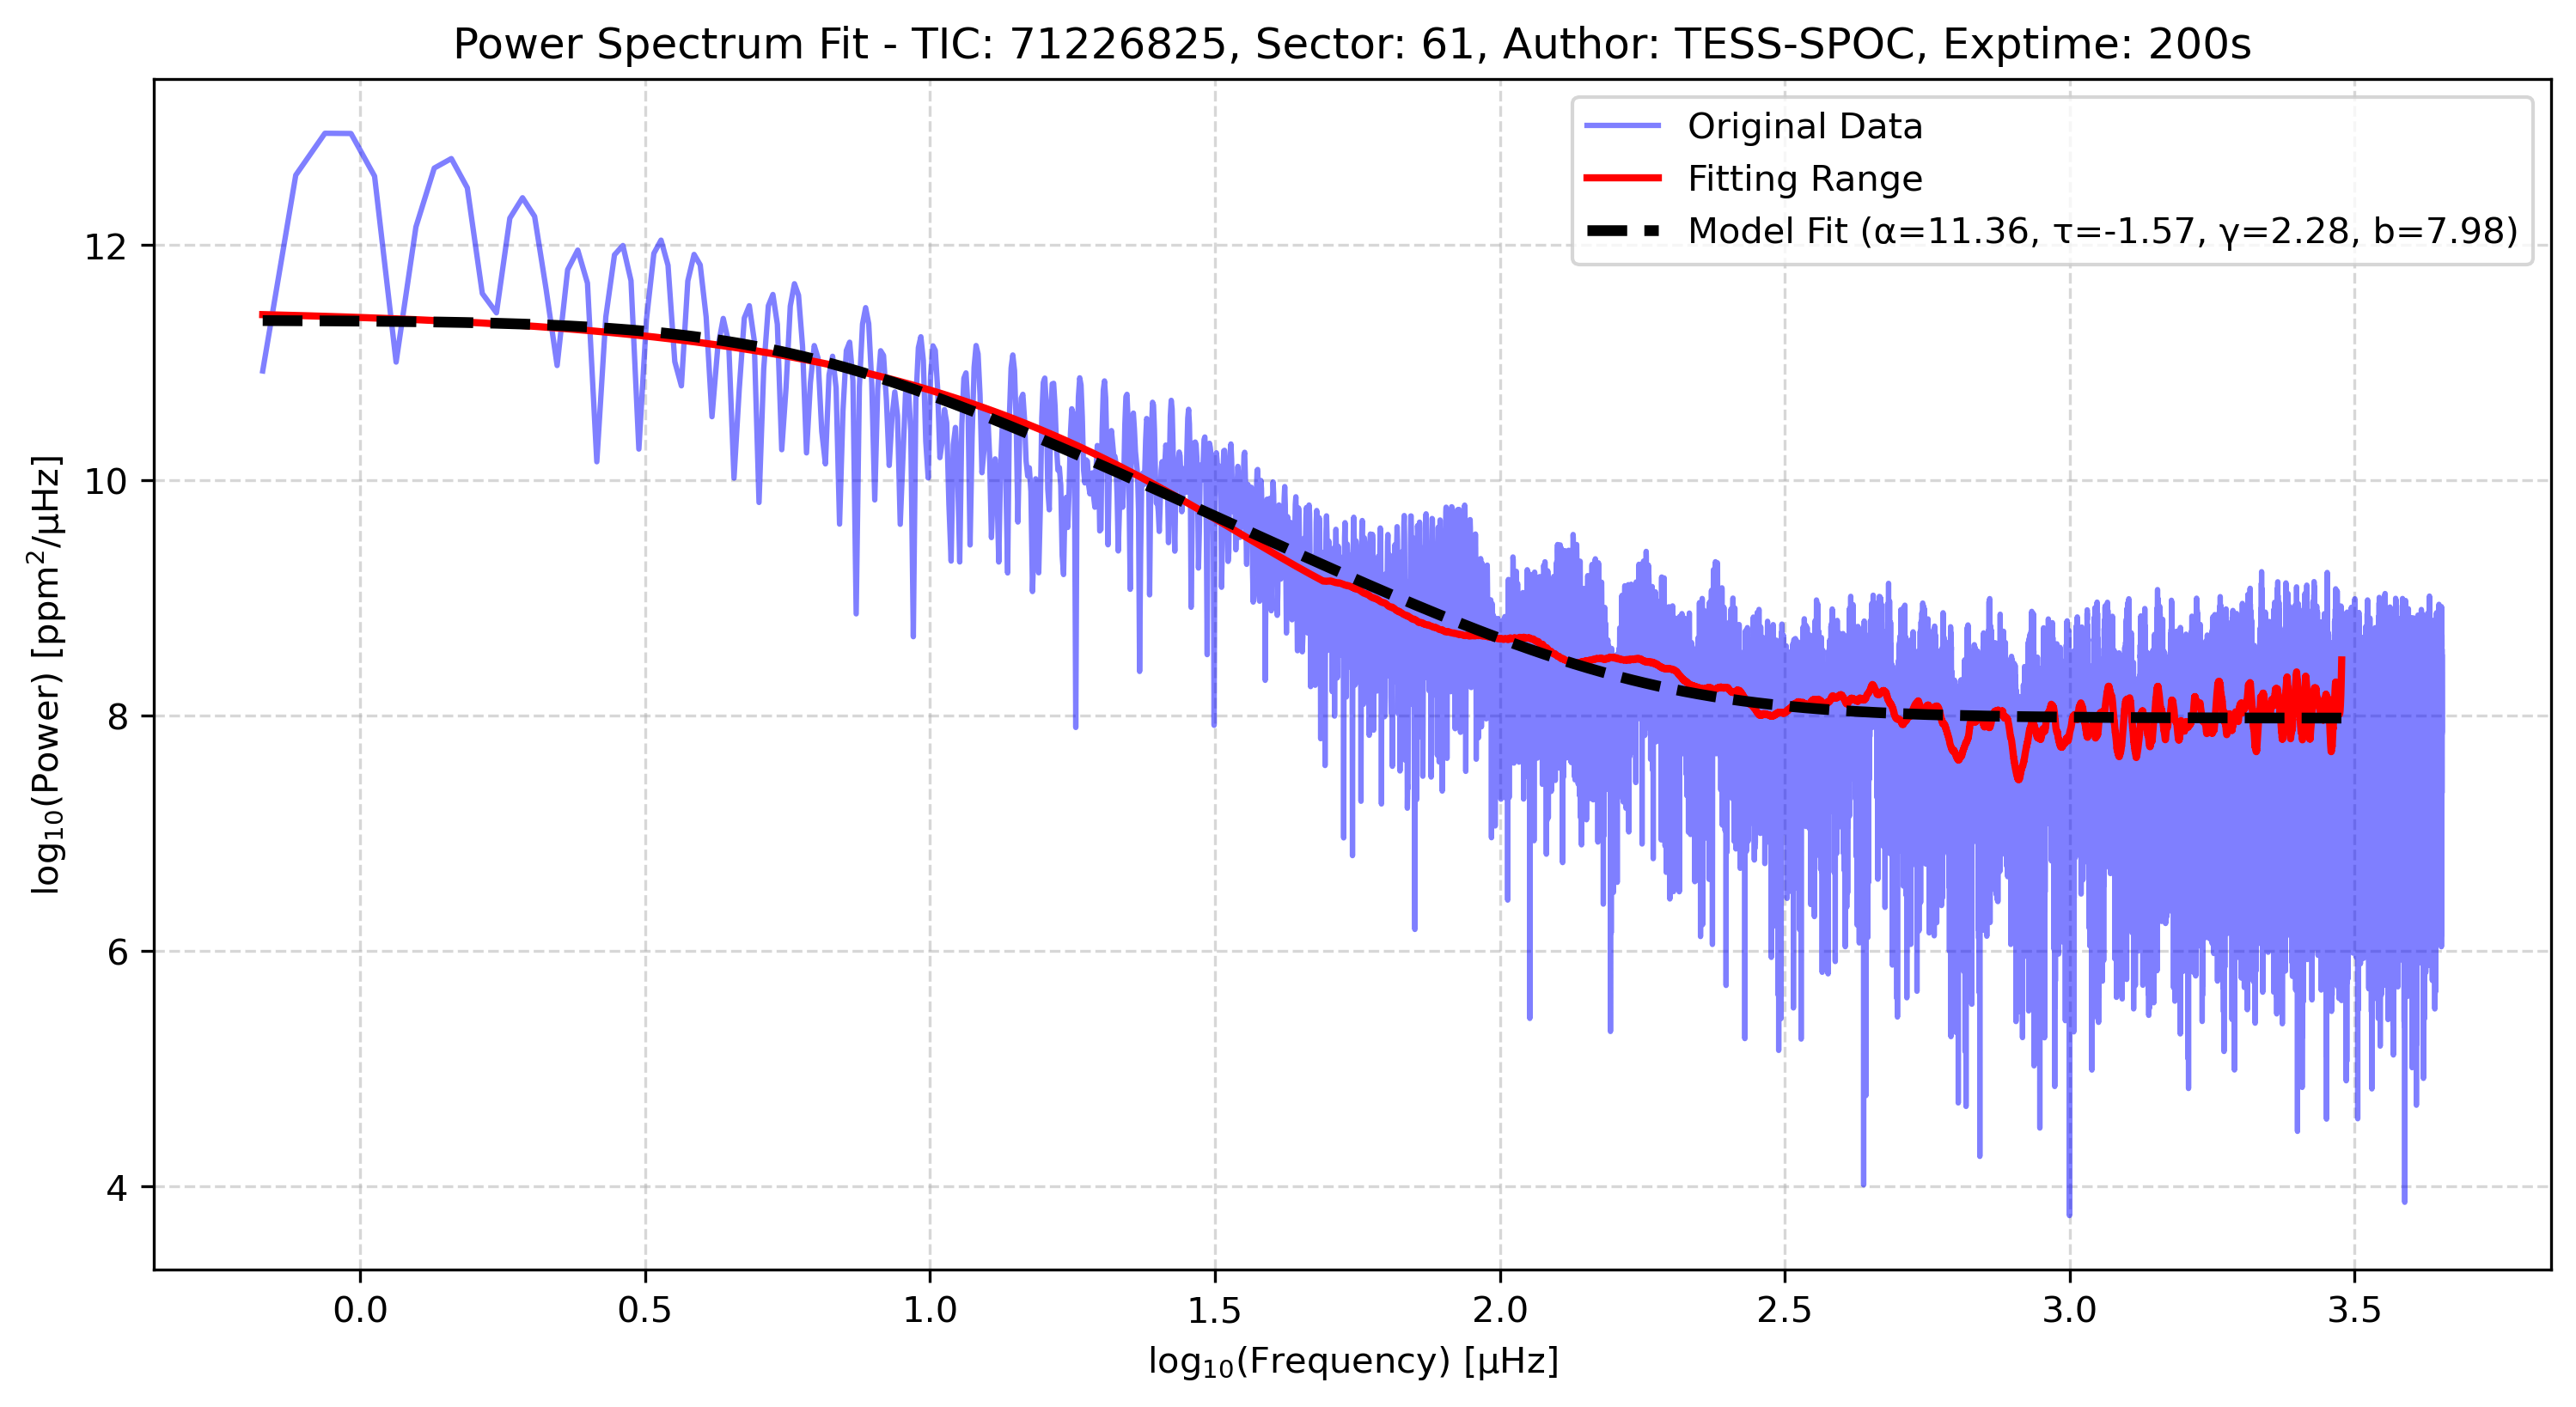 Power Spectrum Fit - TIC: 71226825, Sector: 61, Author: TESS-SPOC, Exptime: 200s
Original Data
Fitting Range
Model Fit (α=11.36, τ=-1.57, γ=2.28, b=7.98)
log₁₀(Power) [ppm²/μHz]
12
10
8
6
4
0.0 0.5 1.0 1.5 2.0 2.5 3.0 3.5
log₁₀(Frequency) [μHz]